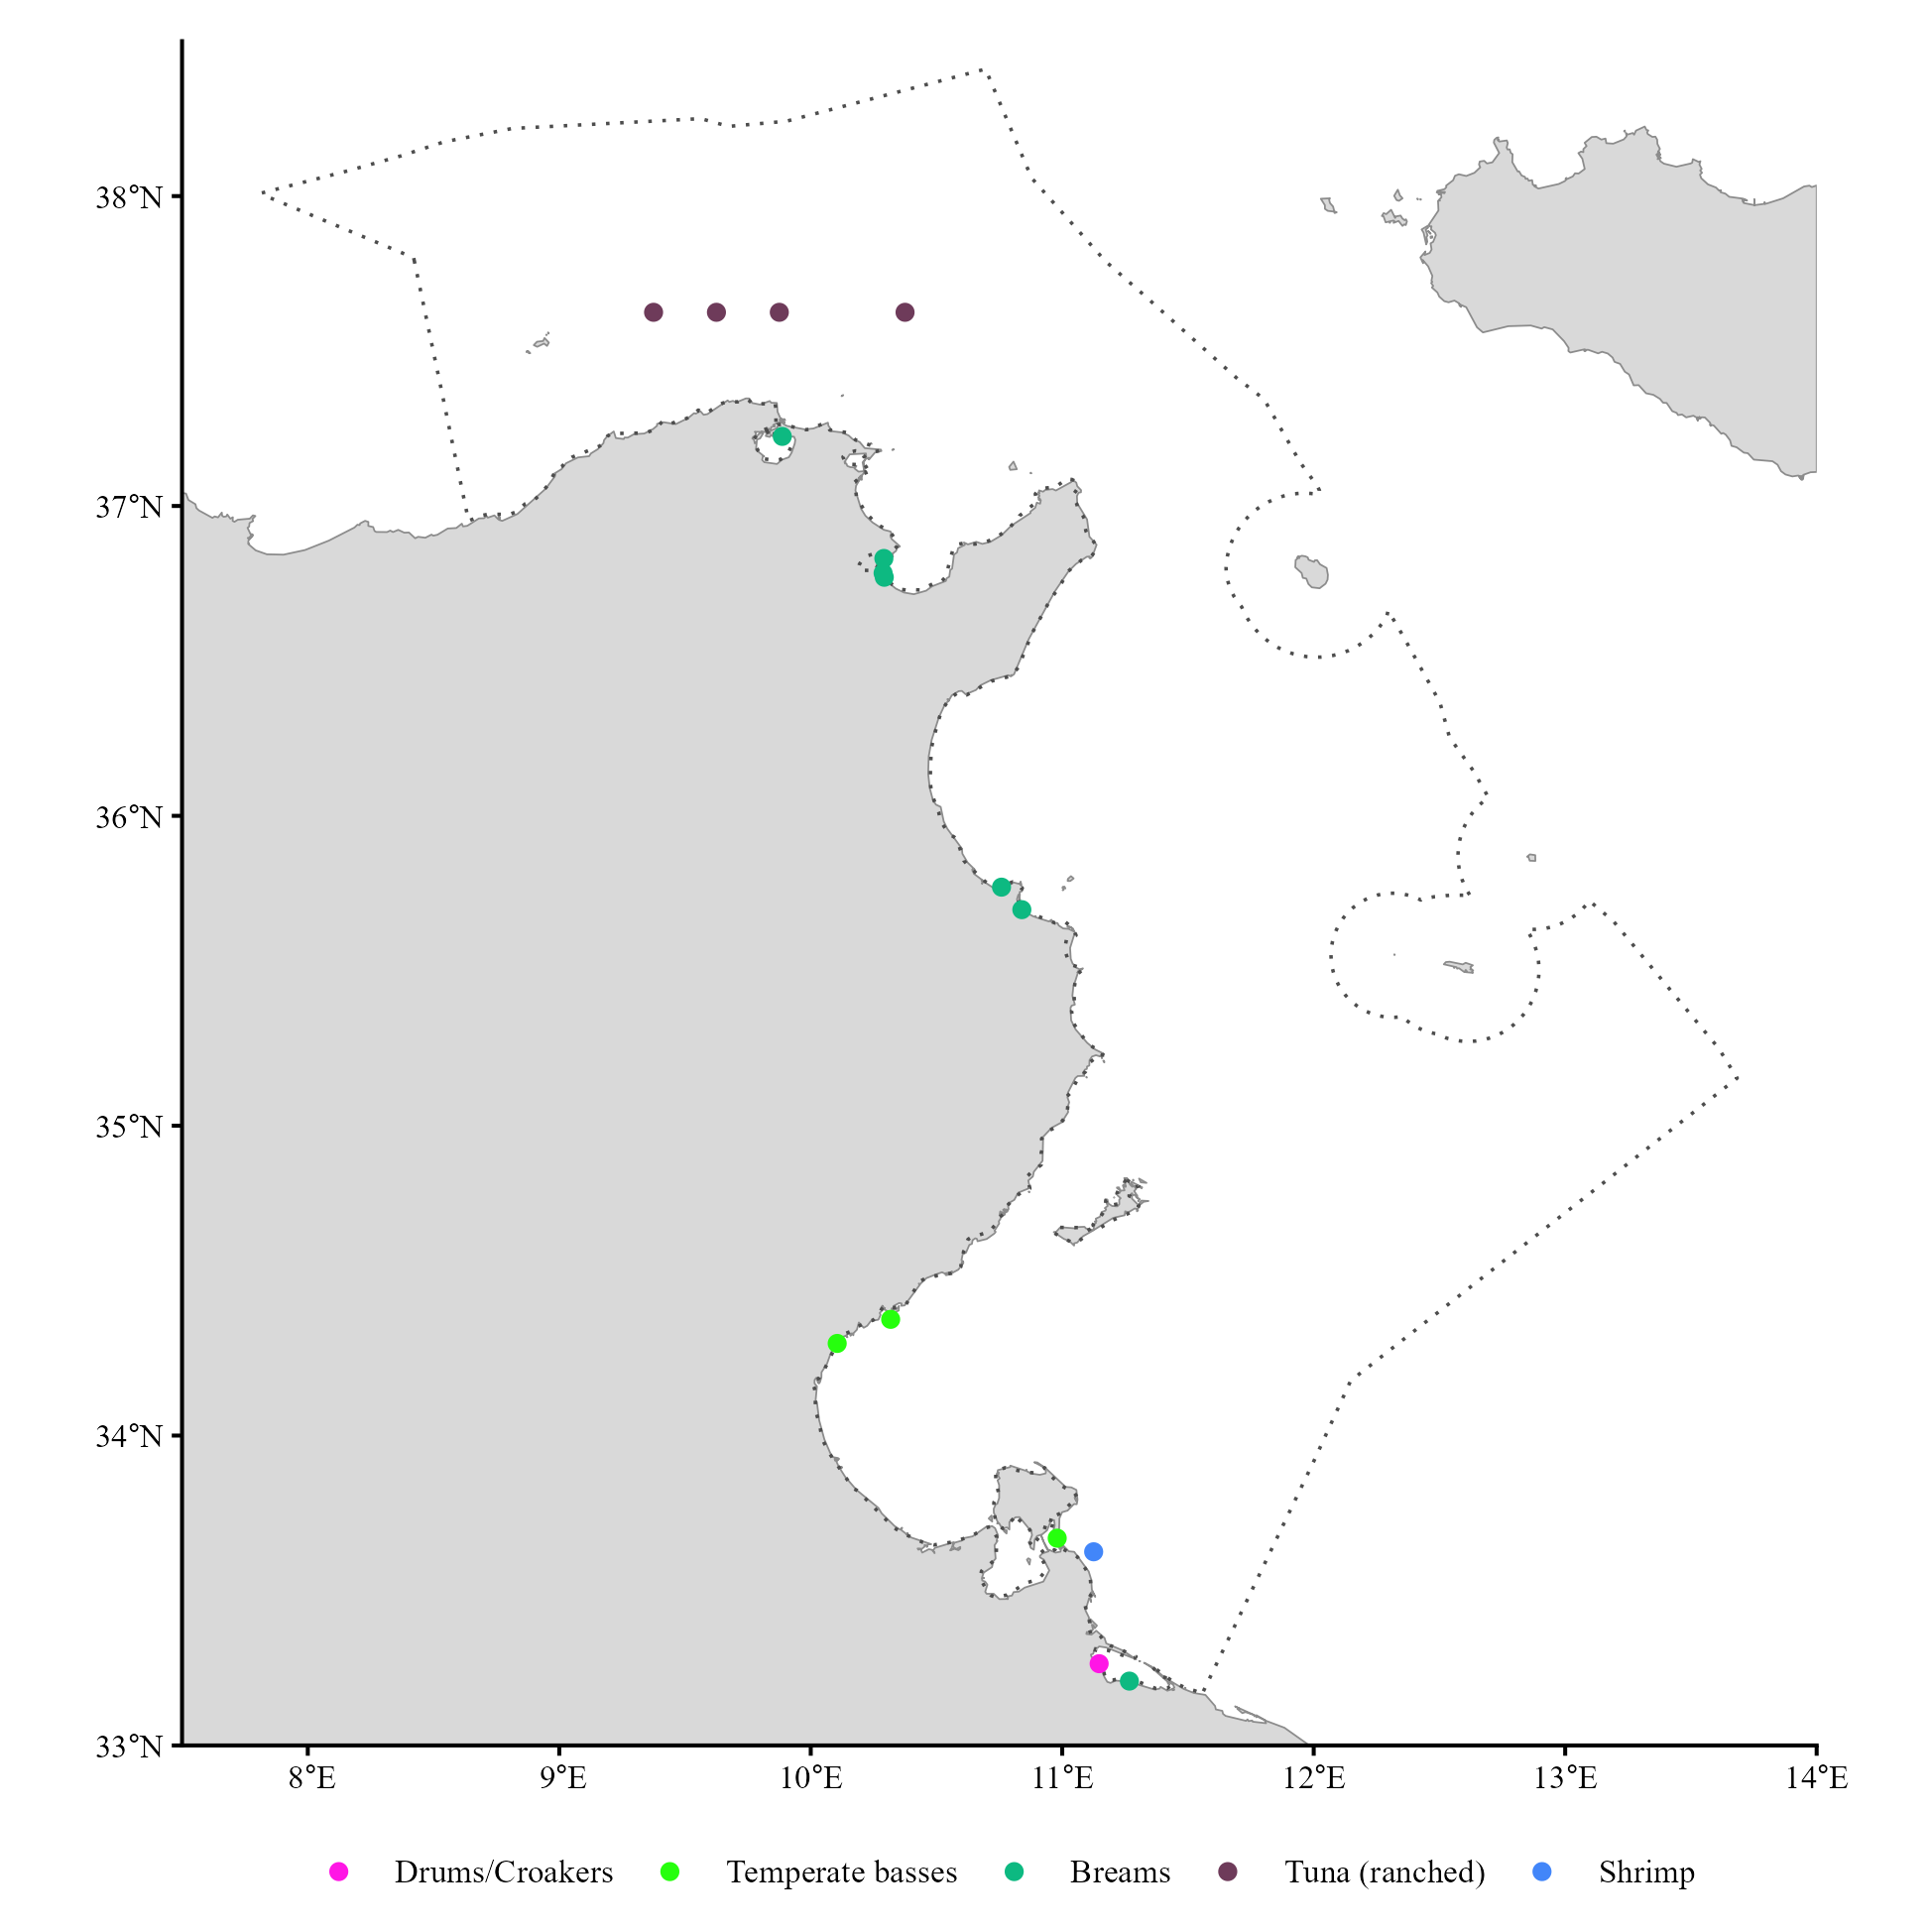 38°N
37°N
36°N
35°N
34°N
33°N
8°E 9°E 10°E 11°E 12°E 13°E 14°E
Drums/Croakers Temperate basses Breams Tuna (ranched) Shrimp